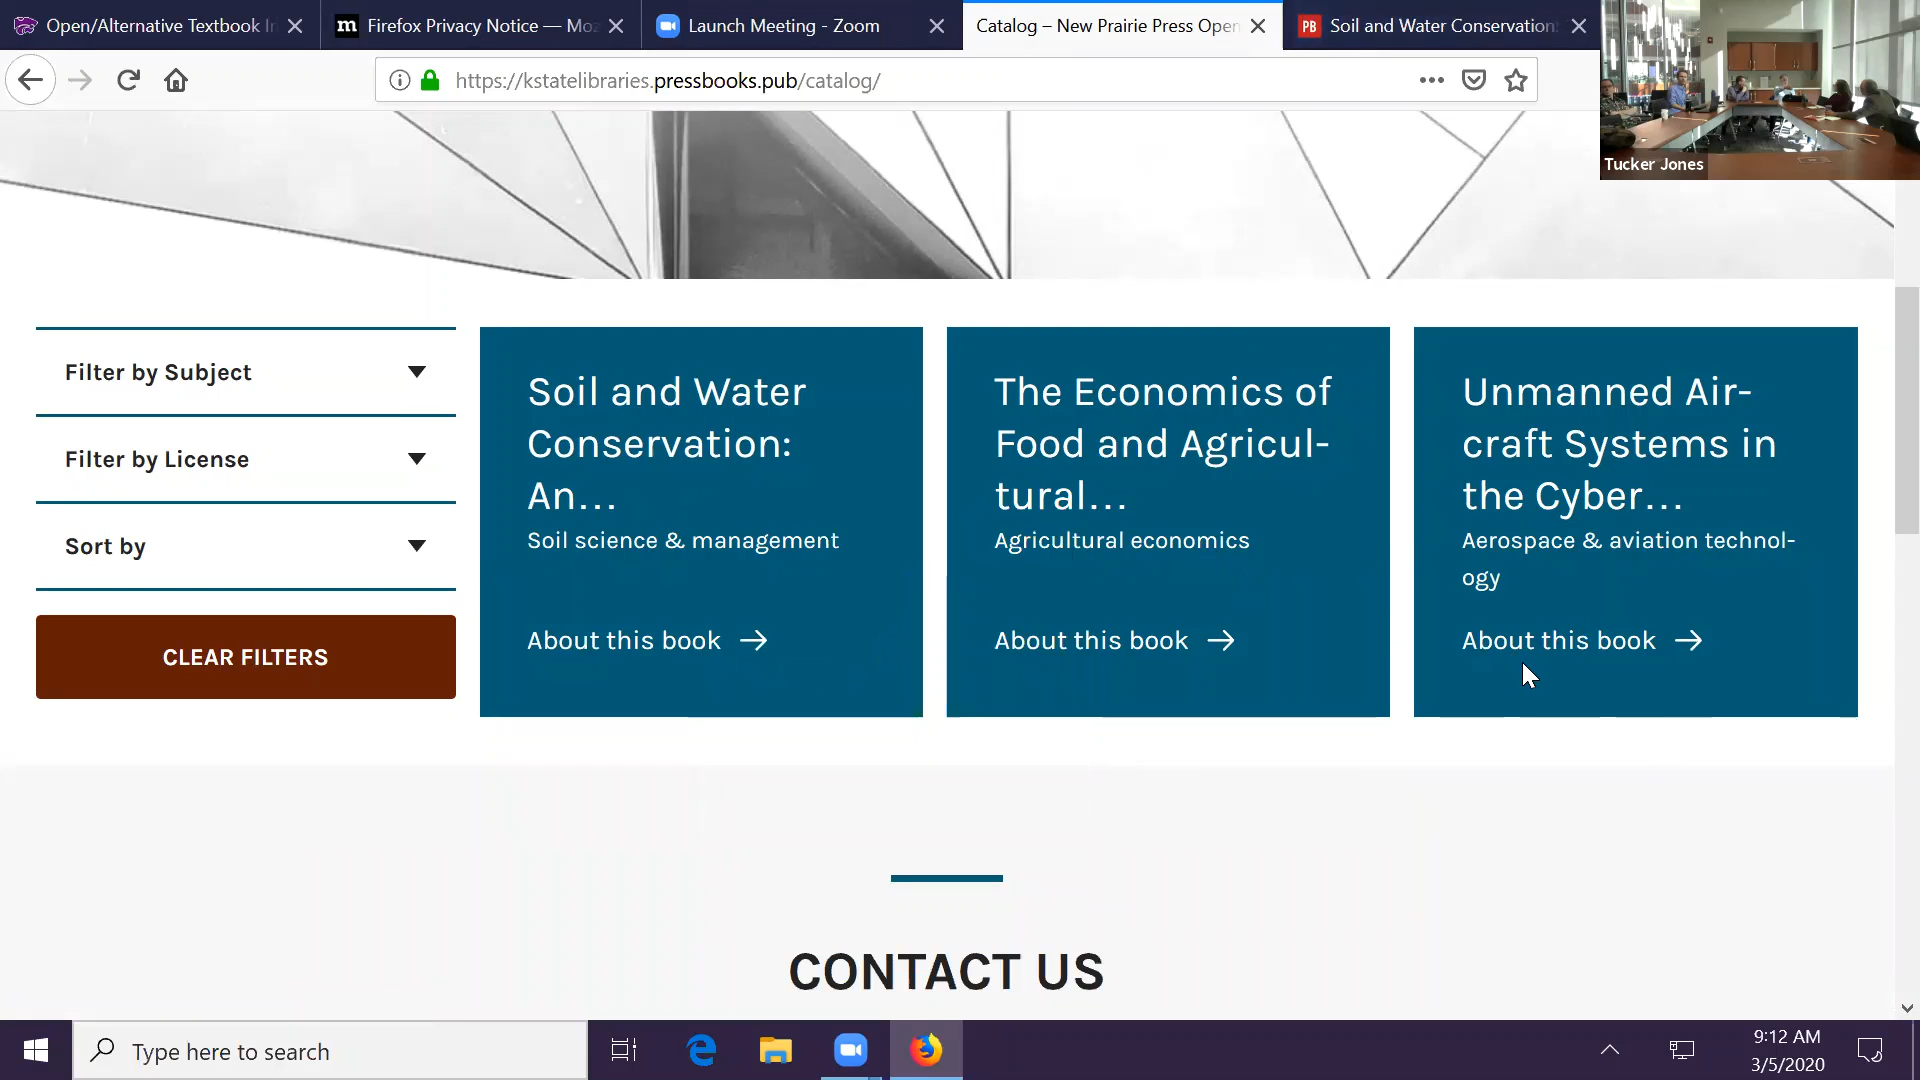 Open/Alternative Textbook In
Firefox Privacy Notice — Moz
Launch Meeting - Zoom
Catalog – New Prairie Press Open
PB Soil and Water Conservation:
https://kstatelibraries.pressbooks.pub/catalog/
Tucker Jones
Filter by Subject
Filter by License
Sort by
CLEAR FILTERS
Soil and Water
Conservation:
An...
Soil science & management
About this book
The Economics of
Food and Agricul-
tural...
Agricultural economics
About this book
Unmanned Air-
craft Systems in
the Cyber...
Aerospace & aviation technol-
ogy
About this book
CONTACT US
Type here to search
9:12 AM
3/5/2020